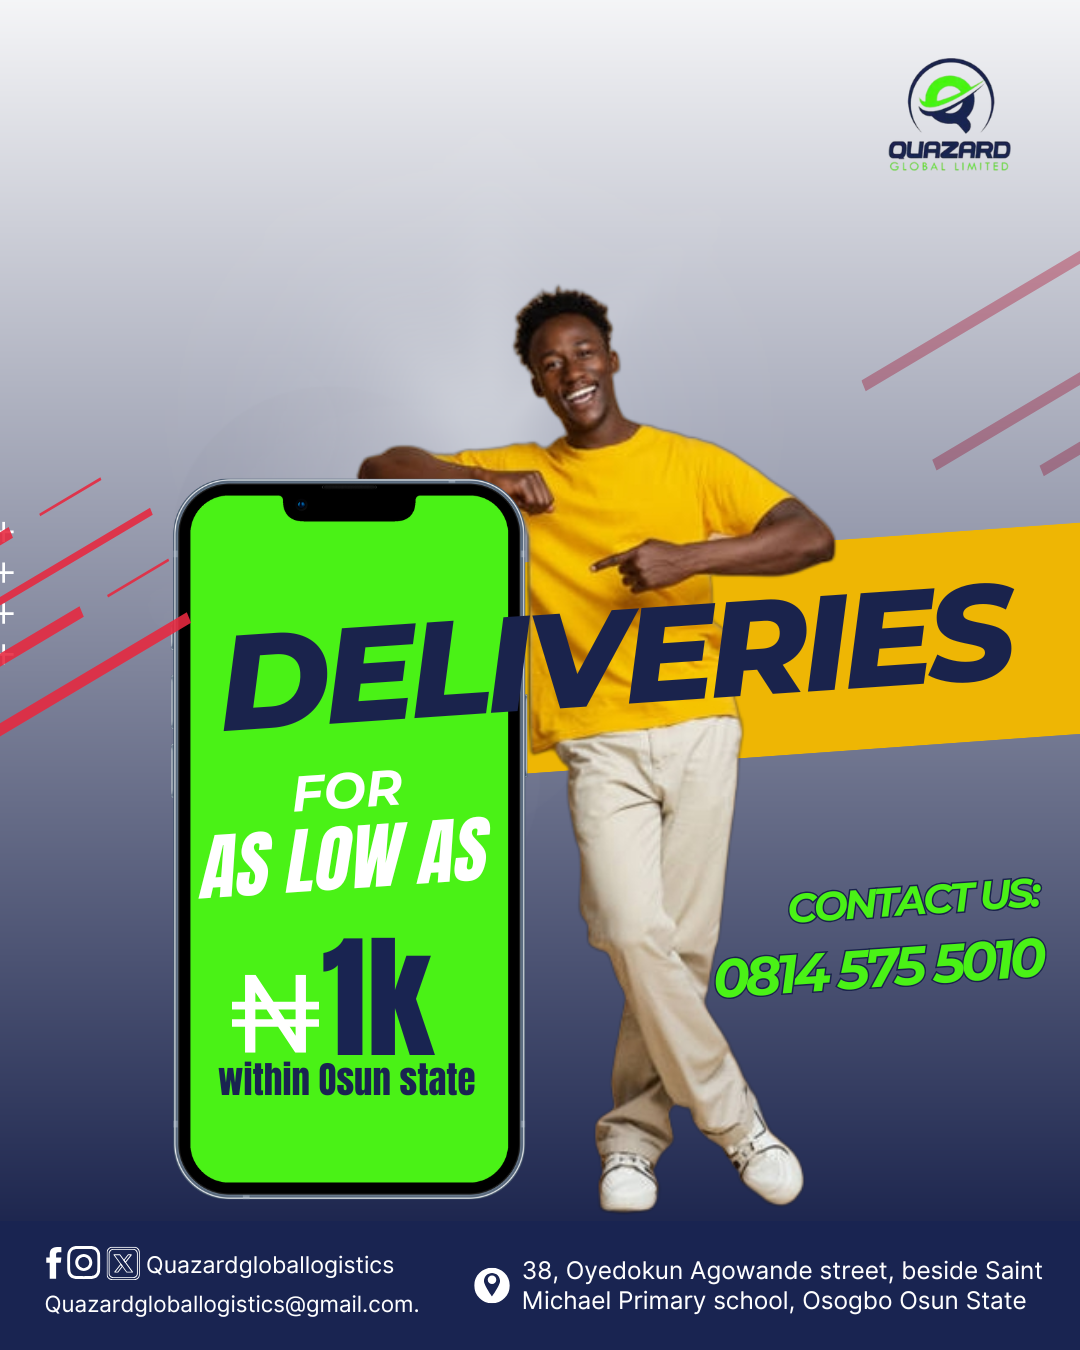 QUAZARD
GLOBAL LIMITED
DELIVERIES
FOR
AS LOW AS
₦1k
within Osun state
CONTACT US:
0814 575 5010
Quazardgloballogistics
Quazardgloballogistics@gmail.com.
38, Oyedokun Agowande street, beside Saint
Michael Primary school, Osogbo Osun State